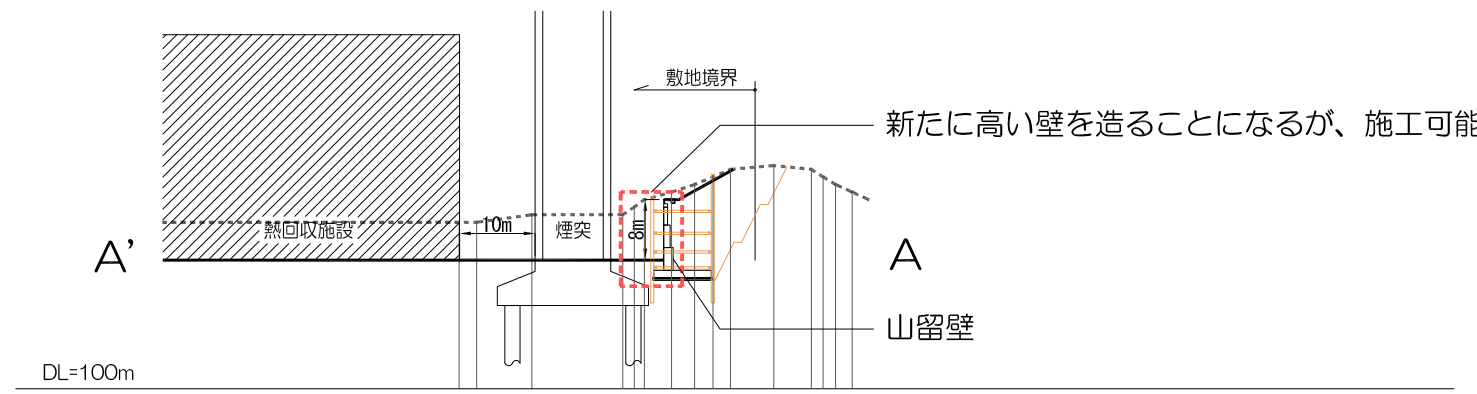 敷地境界
新たに高い壁を造ることになるが、施工可能
熱回収施設
10m
煙突
8m
A’
A
山留壁
DL=100m